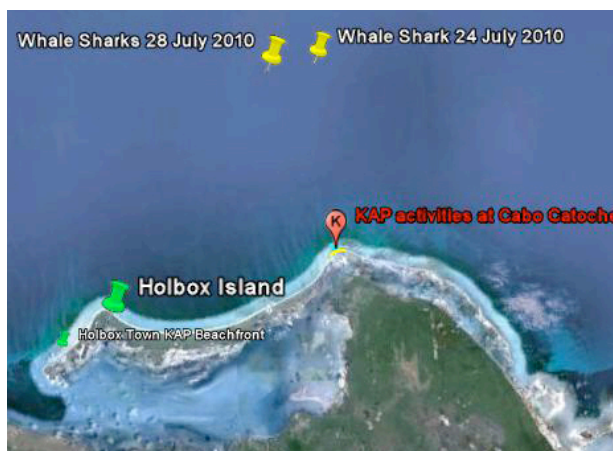 Whale Sharks 28 July 2010
Whale Shark 24 July 2010
K
KAP activities at Cabo Catoche
Holbox Island
Holbox Town KAP Beachfront